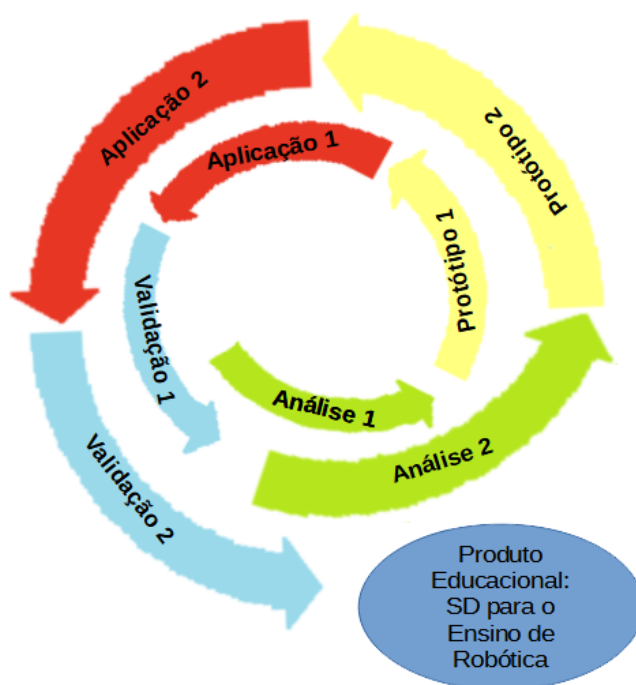 Aplicação 2
Protótipo 2
Aplicação 1
Protótipo 1
Validação 1
Análise 1
Análise 2
Validação 2
Produto
Educacional:
SD para o
Ensino de
Robótica